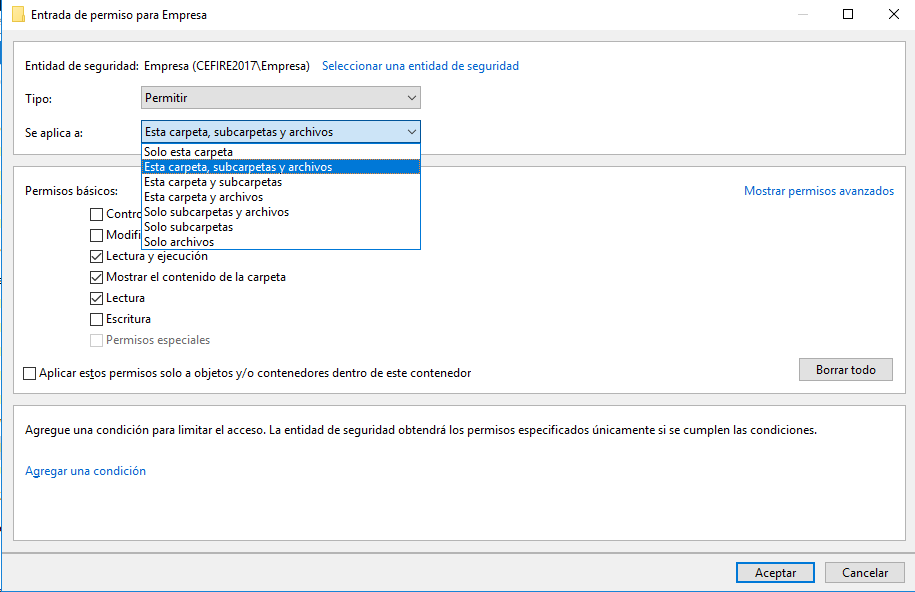 Entrada de permiso para Empresa
Entidad de seguridad: Empresa (CEFIRE2017\Empresa) Seleccionar una entidad de seguridad
Tipo: Permitir
Se aplica a: Esta carpeta, subcarpetas y archivos
Solo esta carpeta
Esta carpeta, subcarpetas y archivos
Esta carpeta y subcarpetas
Esta carpeta y archivos
Solo subcarpetas y archivos
Solo subcarpetas
Solo archivos
Permisos básicos: Mostrar permisos avanzados
Contro
Modifi
Lectura y ejecución
Mostrar el contenido de la carpeta
Lectura
Escritura
Permisos especiales
Aplicar estos permisos solo a objetos y/o contenedores dentro de este contenedor
Borrar todo
Agregue una condición para limitar el acceso. La entidad de seguridad obtendrá los permisos especificados únicamente si se cumplen las condiciones.
Agregar una condición
Aceptar Cancelar